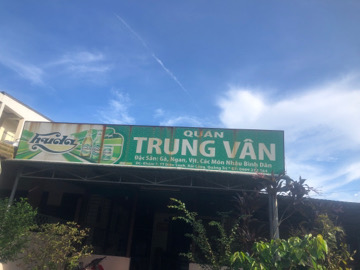 Huda
QUÁN
TRUNG VÂN
Đặc Sản: Gà, Ngan, Vịt, Các Món Nhậu Bình Dân